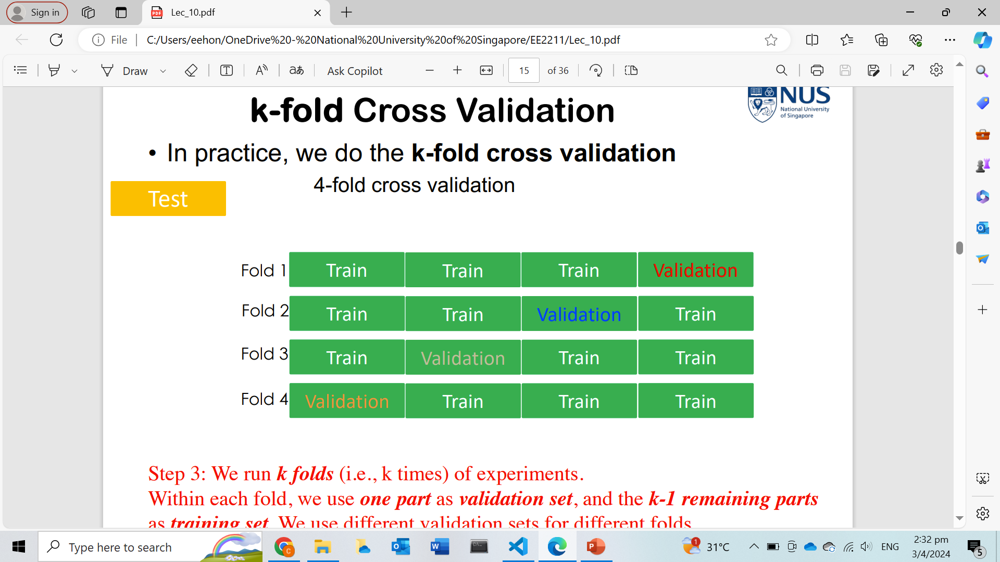 Sign in
Lec_10.pdf
File
C:/Users/eehon/OneDrive%20-%20National%20University%20of%20Singapore/EE2211/Lec_10.pdf
Draw
Ask Copilot
15 of 36
NUS
National University
of Singapore
k-fold Cross Validation
• In practice, we do the k-fold cross validation
4-fold cross validation
Test
Fold 1 Train Train Train Validation
Fold 2 Train Train Validation Train
Fold 3 Train Validation Train Train
Fold 4 Validation Train Train Train
Step 3: We run k folds (i.e., k times) of experiments.
Within each fold, we use one part as validation set, and the k-1 remaining parts
as training set. We use different validation sets for different folds
Type here to search
1
31°C
ENG
2:32 pm
3/4/2024
5